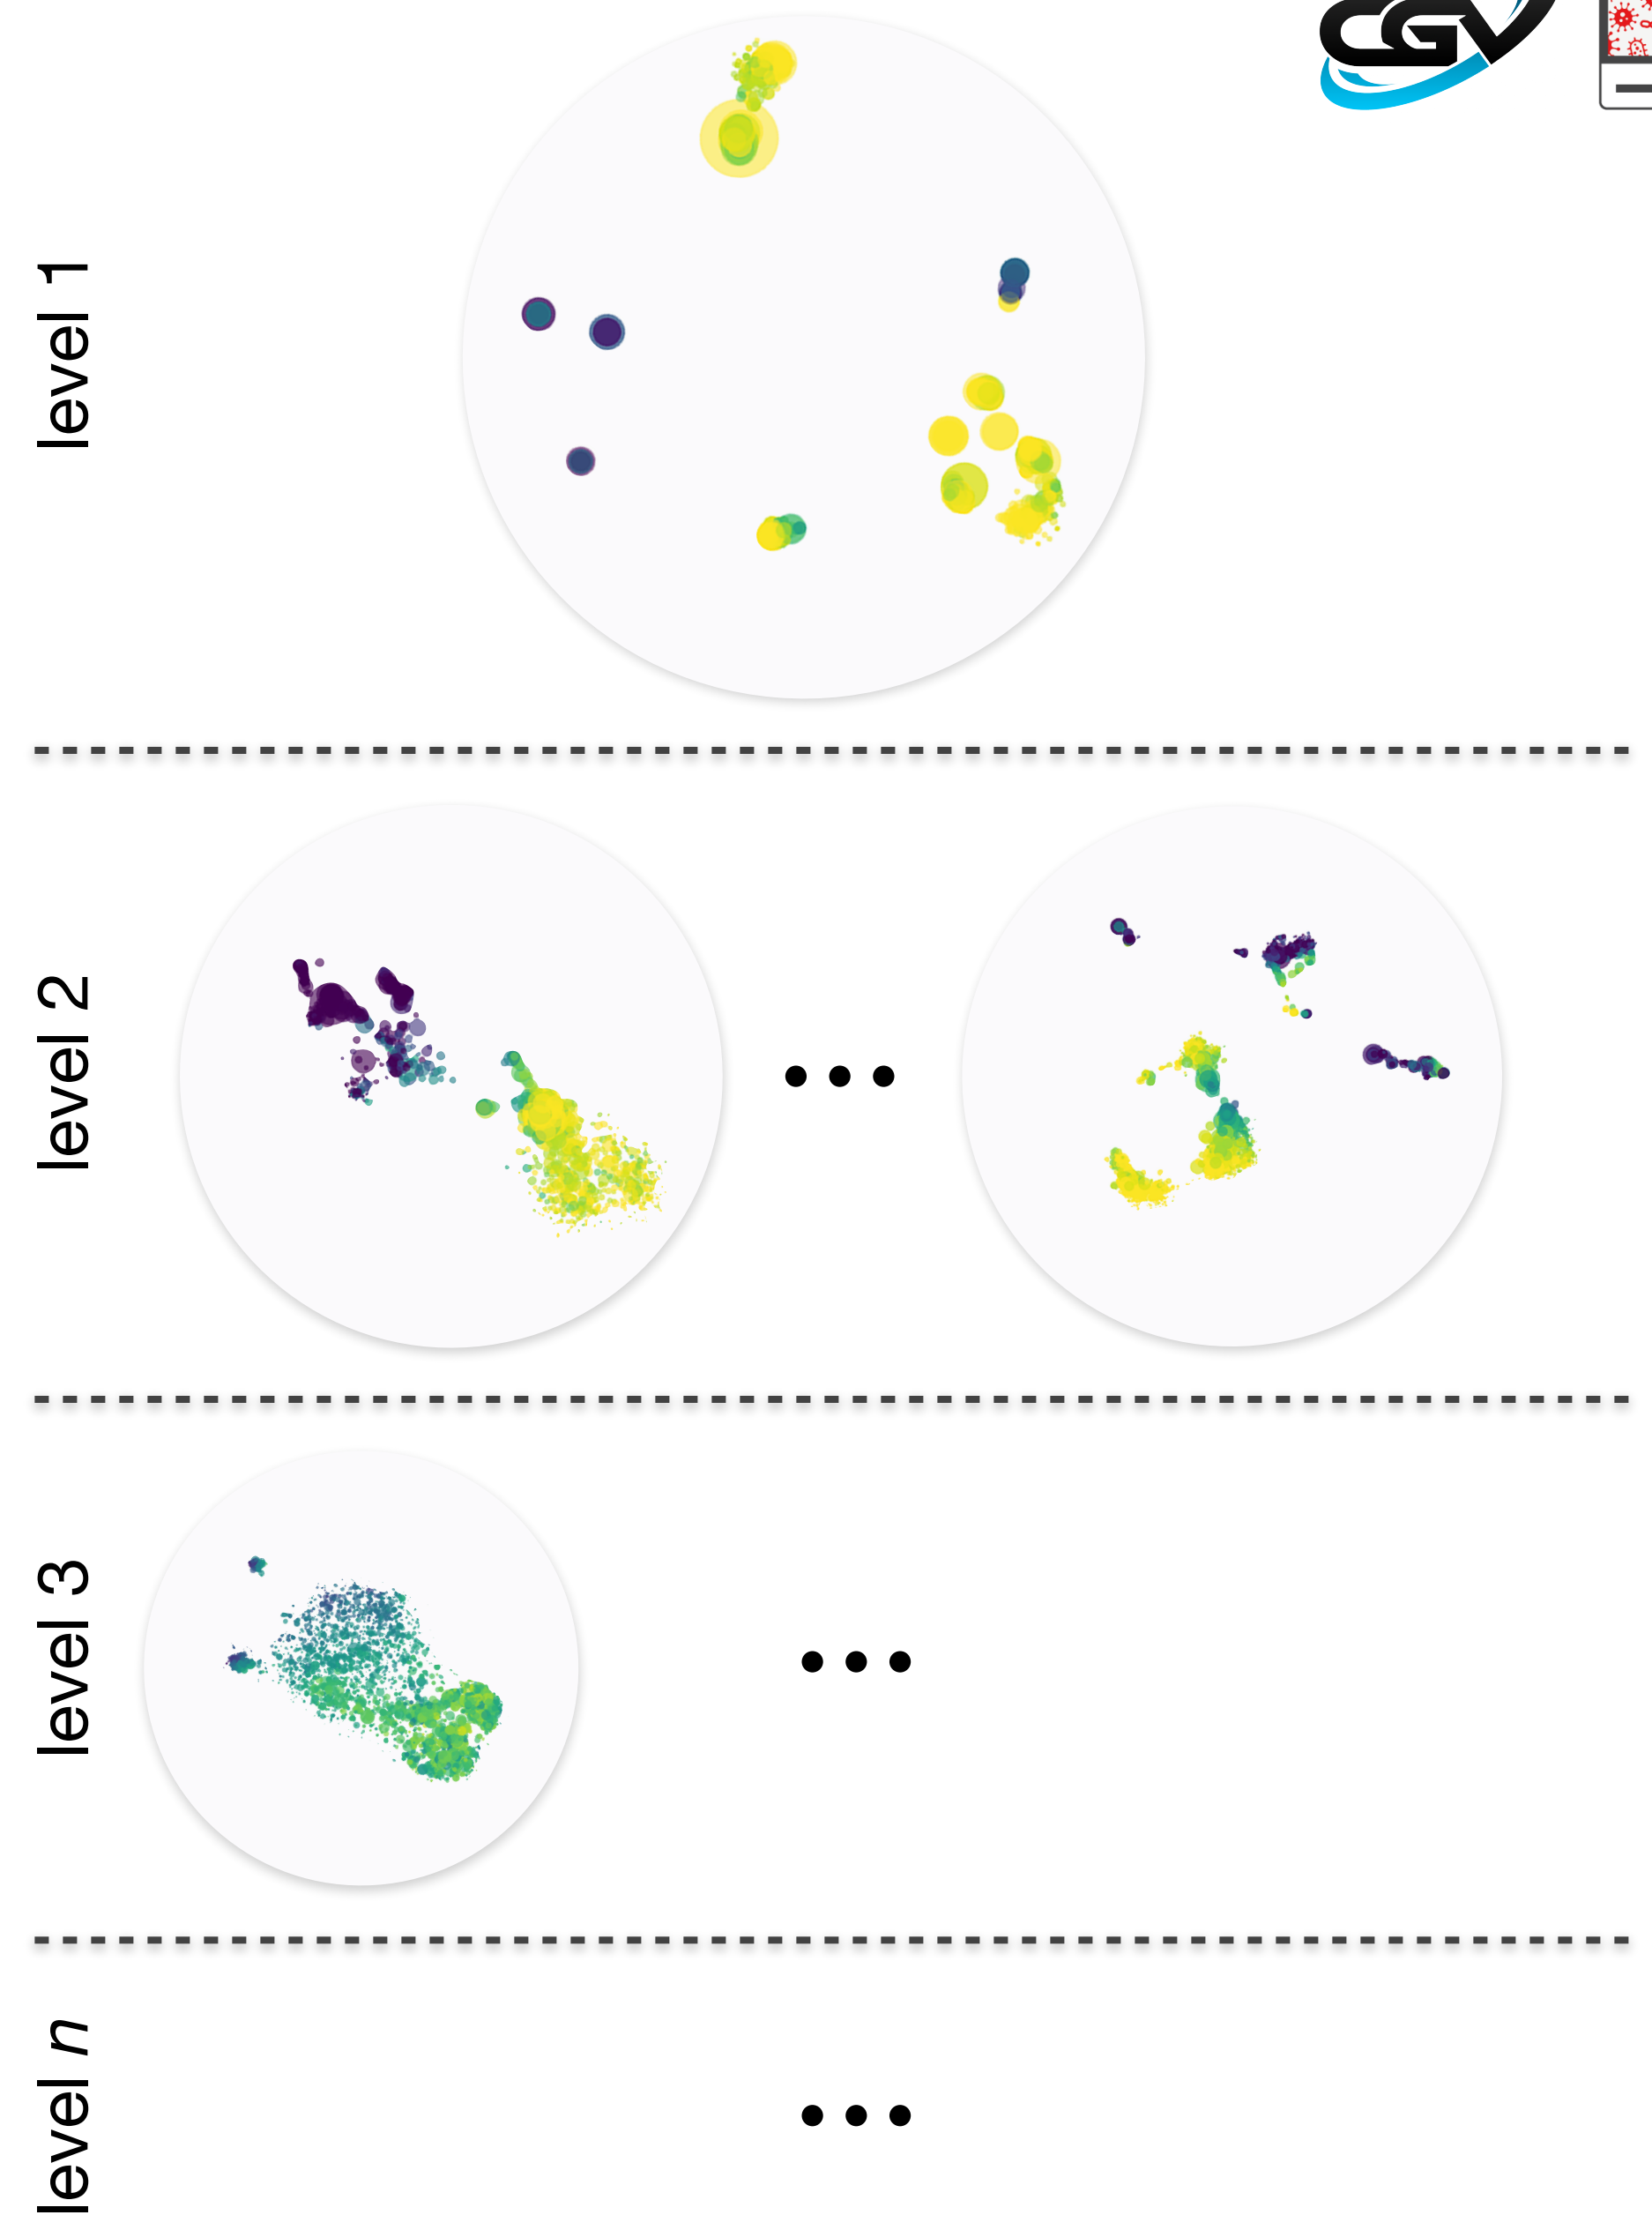 CGV
level 1
level 2
• • •
level 3
• • •
level n
• • •